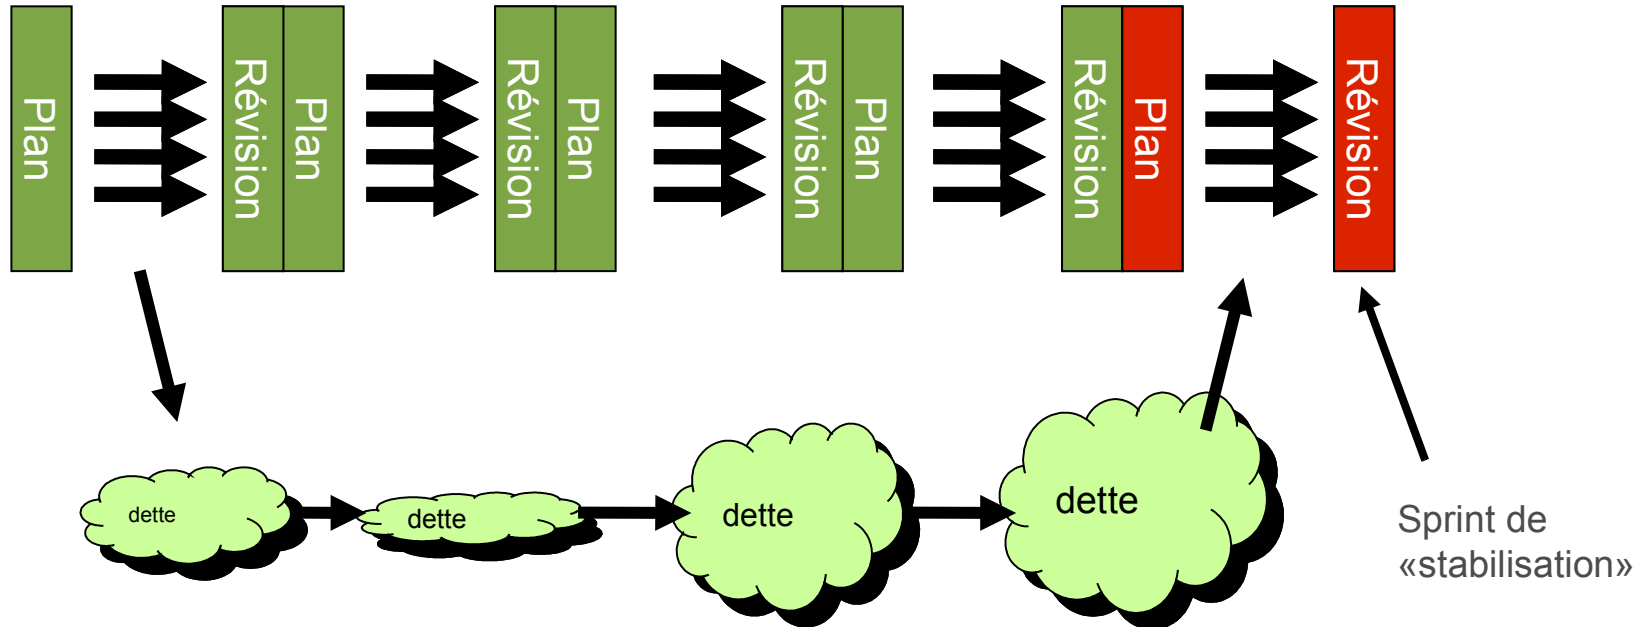 Plan
Révision
Plan
Révision
Plan
Révision
Plan
Révision
Plan
Révision
dette
dette
dette
dette
Sprint de
«stabilisation»